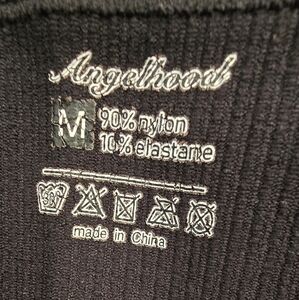 Angelhood
M
90% nylon
10% elastane
made in China